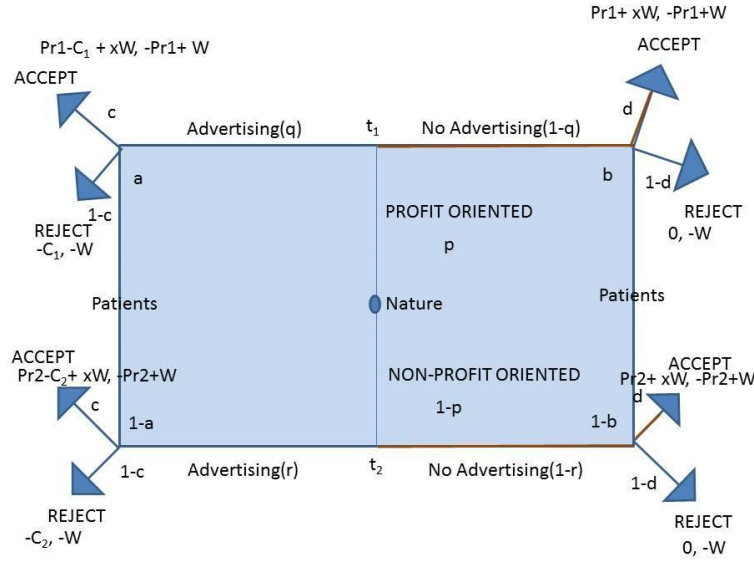 Pr1+ xW, -Pr1+W
ACCEPT
Pr1-C₁ + xW, -Pr1+ W
ACCEPT
c
d
Advertising(q)
t₁
No Advertising(1-q)
a
b
1-d
1-c
REJECT
-C₁, -W
PROFIT ORIENTED
p
REJECT
0, -W
Patients
Nature
Patients
ACCEPT
Pr2-C₂+ xW, -Pr2+W
c
NON-PROFIT ORIENTED
1-p
ACCEPT
Pr2+ xW, -Pr2+W
d
1-a
1-b
1-c
Advertising(r)
t₂
No Advertising(1-r)
1-d
REJECT
-C₂, -W
REJECT
0, -W